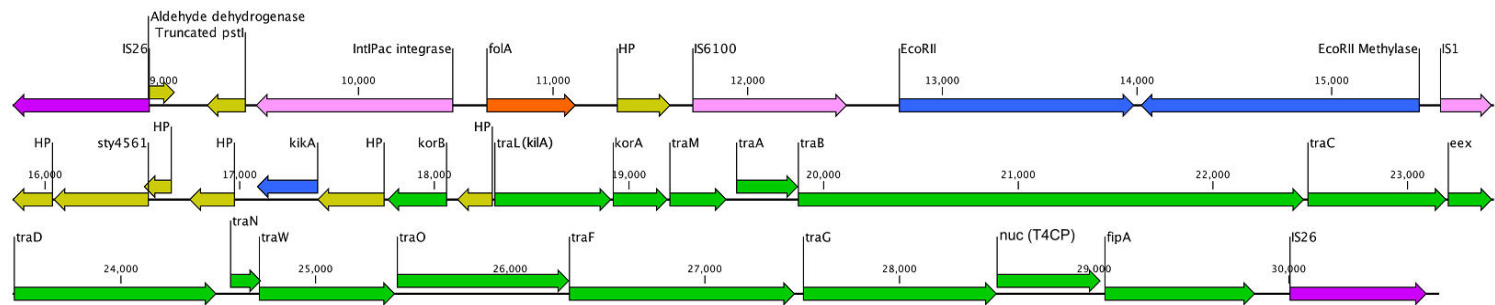 Aldehyde dehydrogenase
Truncated pstI
IS26 IntIPac integrase folA HP IS6100 EcoRII EcoRII Methylase IS1
9,000 10,000 11,000 12,000 13,000 14,000 15,000
HP HP
HP sty4561 HP kikA HP korB traL (kilA) korA traM traA traB traC eex
16,000 17,000 18,000 19,000 20,000 21,000 22,000 23,000
traN
traD traW traO traF traG nuc (T4CP) fipA IS26
24,000 25,000 26,000 27,000 28,000 29,000 30,000